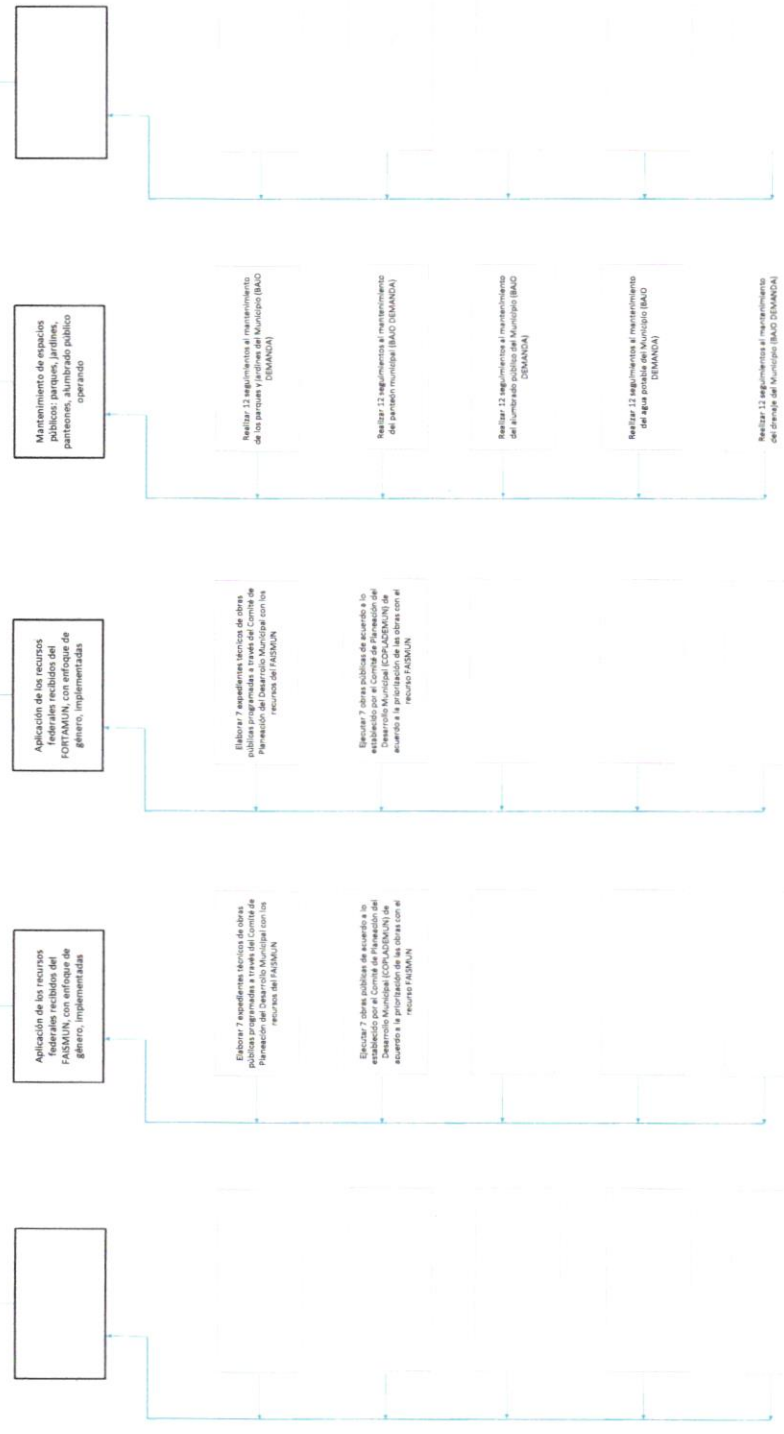 Aplicación de los recursos
federales recibidos del
FAISMUN, con enfoque de
género, implementadas
Elaborar 7 expedientes técnicos de obras
públicas programadas a través del Comité de
Planeación del Desarrollo Municipal con los
recursos del FAISMUN
Ejecutar 7 obras públicas de acuerdo a lo
establecido por el Comité de Planeación del
Desarrollo Municipal (COPLADEMUN) de
acuerdo a la priorización de las obras con el
recurso FAISMUN
Aplicación de los recursos
federales recibidos del
FORTAMUN, con enfoque de
género, implementadas
Elaborar 7 expedientes técnicos de obras
públicas programadas a través del Comité de
Planeación del Desarrollo Municipal con los
recursos del FAISMUN
Ejecutar 7 obras públicas de acuerdo a lo
establecido por el Comité de Planeación del
Desarrollo Municipal (COPLADEMUN) de
acuerdo a la priorización de las obras con el
recurso FAISMUN
Mantenimiento de espacios
públicos: parques, jardines,
panteones, alumbrado público
operando
Realizar 12 seguimientos al mantenimiento
de los parques y jardines del Municipio (BAJO
DEMANDA)
Realizar 12 seguimientos al mantenimiento
del panteón municipal (BAJO DEMANDA)
Realizar 12 seguimientos al mantenimiento
del alumbrado público del Municipio (BAJO
DEMANDA)
Realizar 12 seguimientos al mantenimiento
del agua potable del Municipio (BAJO
DEMANDA)
Realizar 12 seguimientos al mantenimiento
del drenaje del Municipio (BAJO DEMANDA)